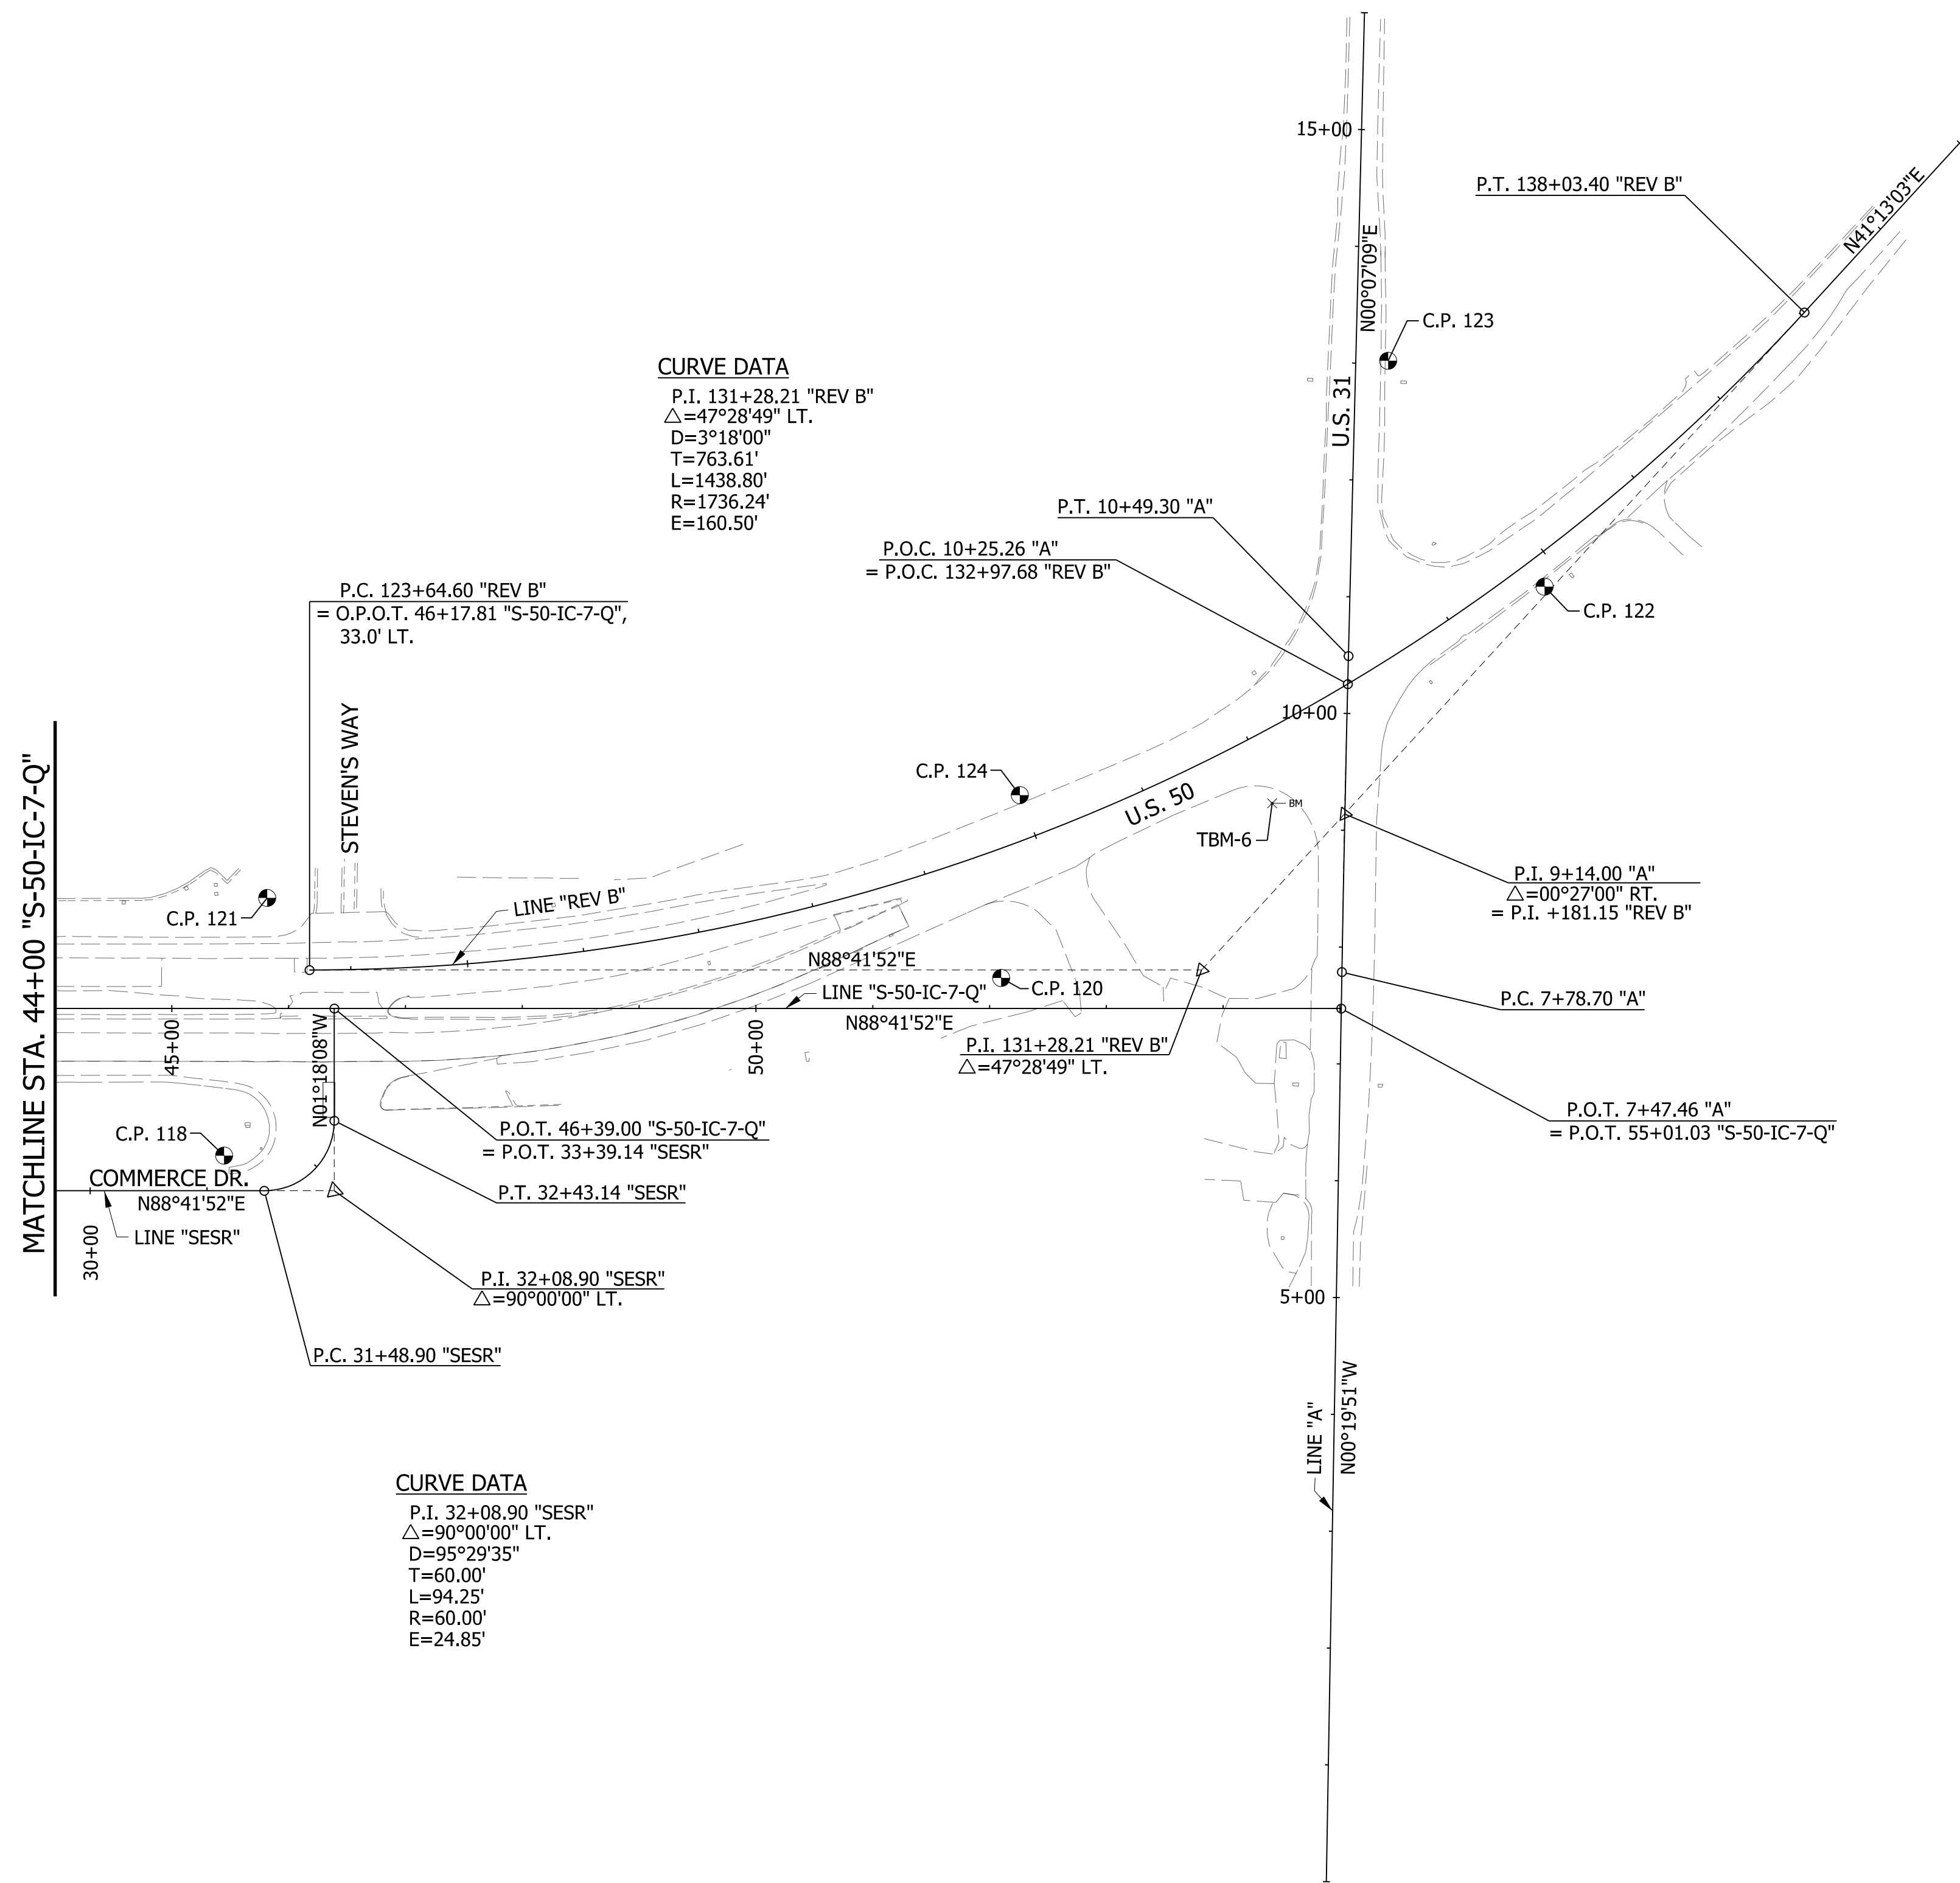 15+00
P.T. 138+03.40 "REV B"
N41°13'03"E
N00°07'09"E
U.S. 31
C.P. 123
CURVE DATA
P.I. 131+28.21 "REV B"
△=47°28'49" LT.
D=3°18'00"
T=763.61'
L=1438.80'
R=1736.24'
E=160.50'
P.T. 10+49.30 "A"
P.O.C. 10+25.26 "A"
= P.O.C. 132+97.68 "REV B"
P.C. 123+64.60 "REV B"
= O.P.O.T. 46+17.81 "S-50-IC-7-Q",
33.0' LT.
C.P. 122
STEVEN'S WAY
10+00
C.P. 124
U.S. 50
BM
TBM-6
MATCHLINE STA. 44+00 "S-50-IC-7-Q"
P.I. 9+14.00 "A"
△=00°27'00" RT.
= P.I. +181.15 "REV B"
C.P. 121
LINE "REV B"
N88°41'52"E
C.P. 120
LINE "S-50-IC-7-Q"
N88°41'52"E
P.C. 7+78.70 "A"
45+00
N01°18'08"W
50+00
P.I. 131+28.21 "REV B"
△=47°28'49" LT.
P.O.T. 7+47.46 "A"
= P.O.T. 55+01.03 "S-50-IC-7-Q"
P.O.T. 46+39.00 "S-50-IC-7-Q"
= P.O.T. 33+39.14 "SESR"
C.P. 118
COMMERCE DR.
N88°41'52"E
P.T. 32+43.14 "SESR"
LINE "SESR"
30+00
P.I. 32+08.90 "SESR"
△=90°00'00" LT.
5+00
P.C. 31+48.90 "SESR"
LINE "A"
N00°19'51"W
CURVE DATA
P.I. 32+08.90 "SESR"
△=90°00'00" LT.
D=95°29'35"
T=60.00'
L=94.25'
R=60.00'
E=24.85'